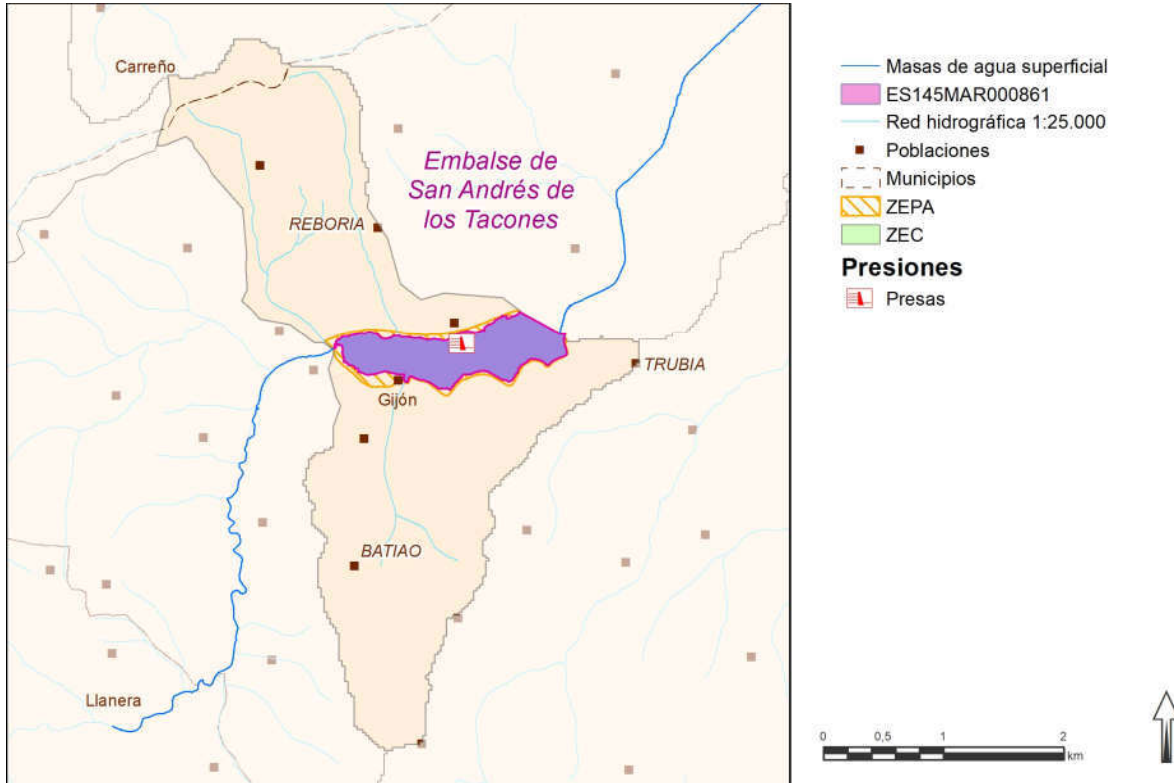 Carreño
Embalse de
San Andrés de
los Tacones
REBORIA
TRUBIA
Gijón
BATIAO
Llanera
Masas de agua superficial
ES145MAR000861
Red hidrográfica 1:25.000
Poblaciones
Municipios
ZEPA
ZEC
Presiones
Presas
0 0,5 1 2
km